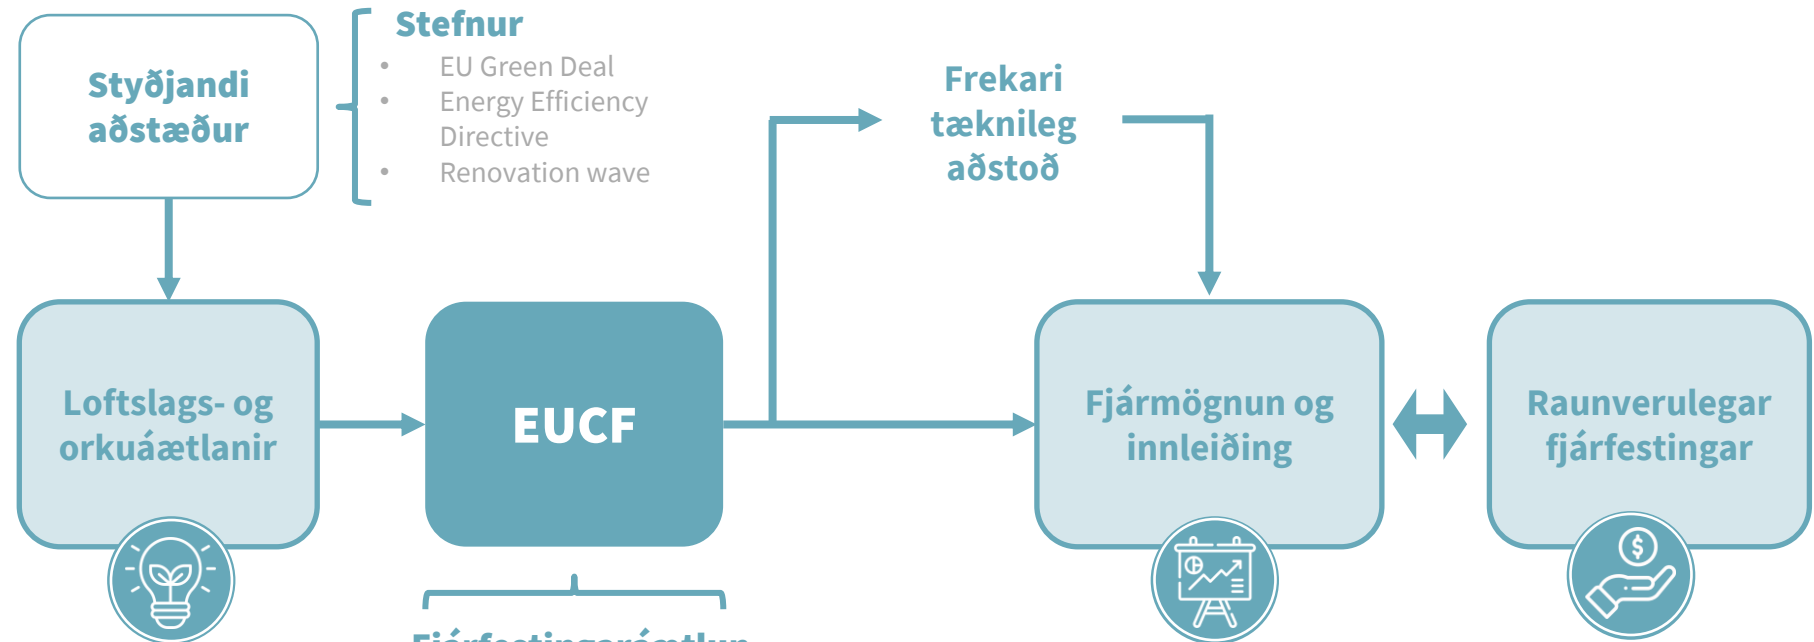 Styðjandi
aðstæður
Stefnur
• EU Green Deal
• Energy Efficiency
Directive
• Renovation wave
Frekari
tæknileg
aðstoð
Loftslags- og
orkuáætlanir
EUCF
Fjármögnun og
innleiðing
Raunverulegar
fjárfestingar
$
Fjárfestingaráætlun